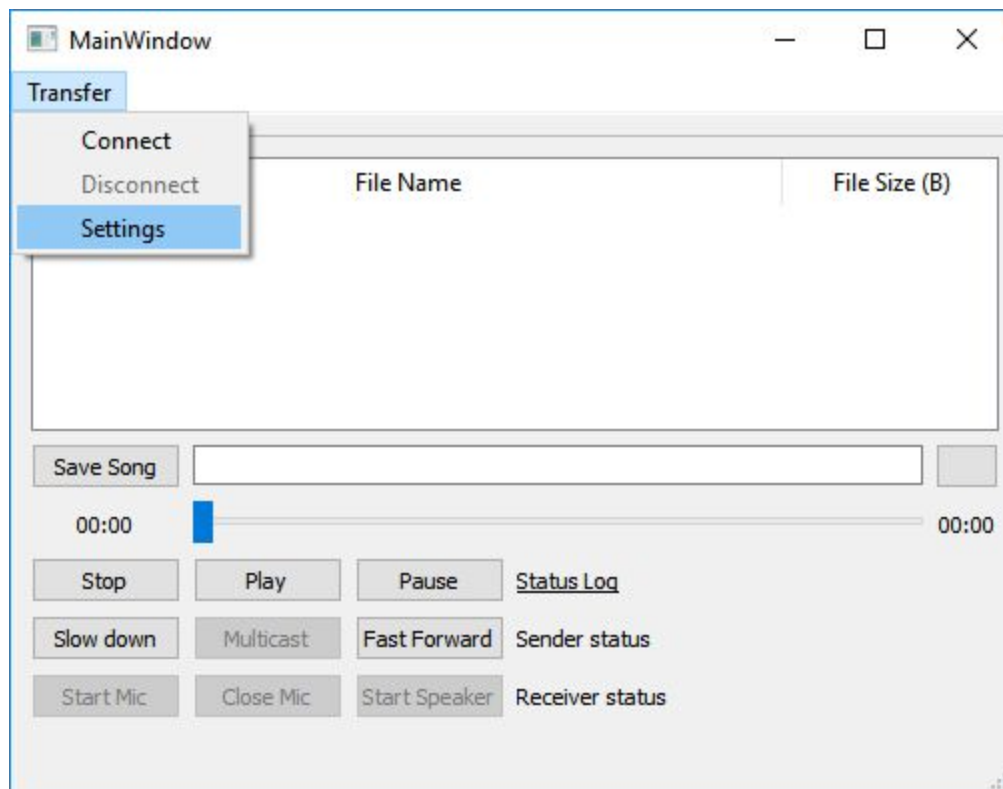 MainWindow
Transfer
Connect
Disconnect
Settings
File Name File Size (B)
Save Song
00:00 00:00
Stop Play Pause Status Log
Slow down Multicast Fast Forward Sender status
Start Mic Close Mic Start Speaker Receiver status